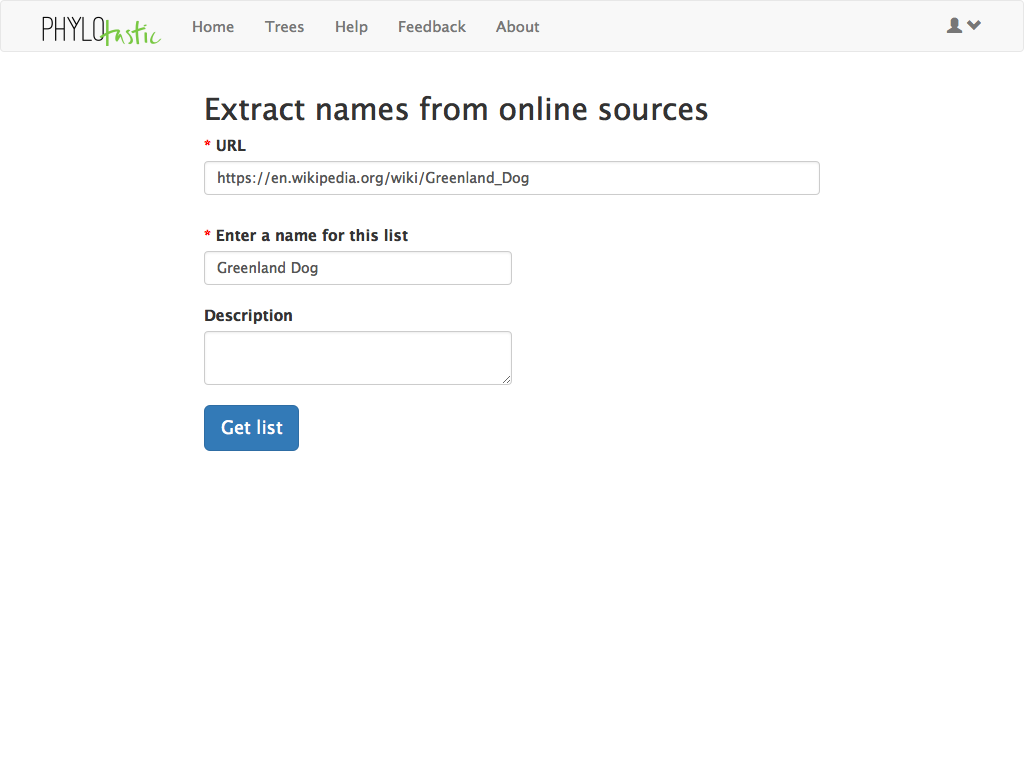 PHYLOtastic Home Trees Help Feedback About
Extract names from online sources
* URL
https://en.wikipedia.org/wiki/Greenland_Dog
* Enter a name for this list
Greenland Dog
Description
Get list